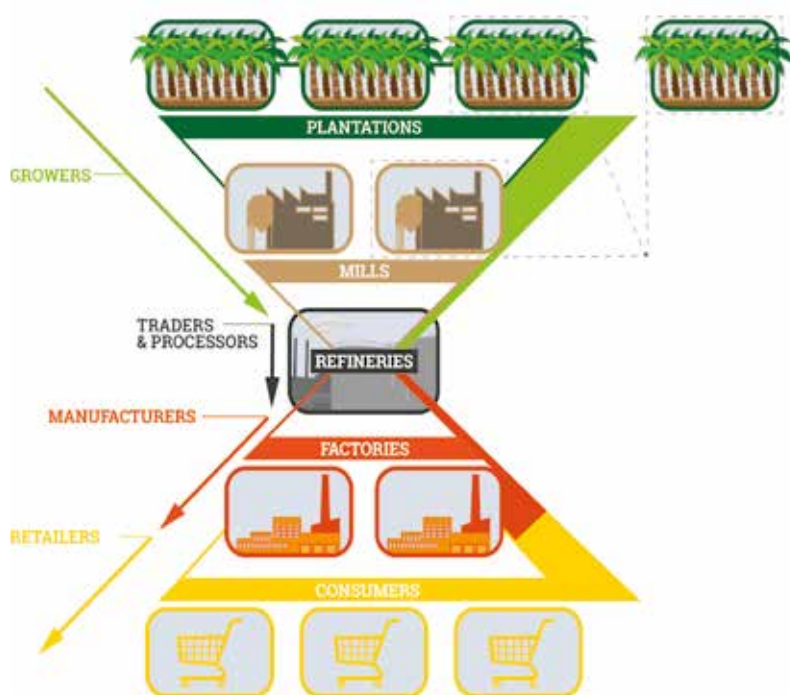 PLANTATIONS
GROWERS
MILLS
TRADERS
& PROCESSORS
REFINERIES
MANUFACTURERS
FACTORIES
RETAILERS
CONSUMERS